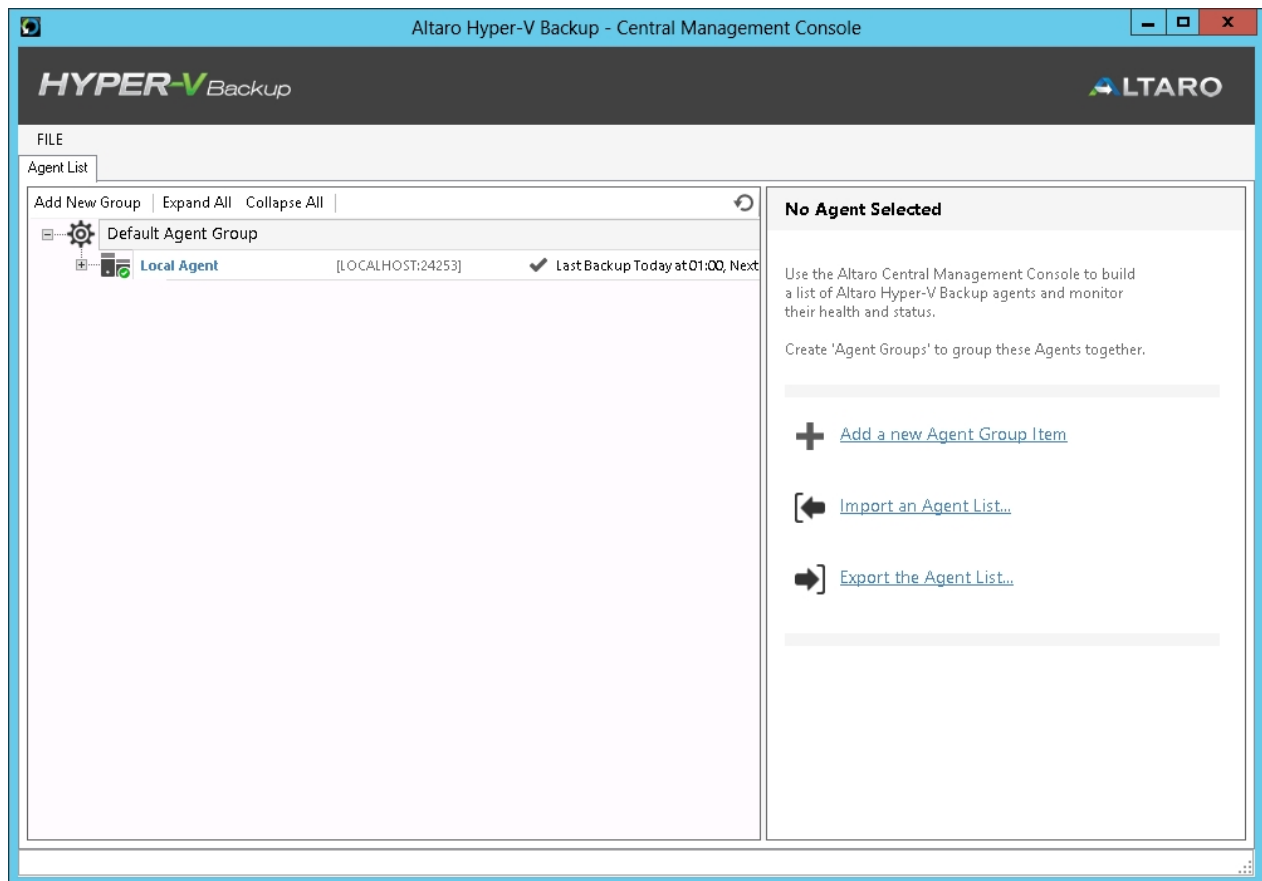 Altaro Hyper-V Backup - Central Management Console
HYPER-V Backup
ALTARO
FILE
Agent List
Add New Group Expand All Collapse All
Default Agent Group
Local Agent [LOCALHOST:24253] Last Backup Today at 01:00, Next
No Agent Selected
Use the Altaro Central Management Console to build
a list of Altaro Hyper-V Backup agents and monitor
their health and status.
Create 'Agent Groups' to group these Agents together.
Add a new Agent Group Item
Import an Agent List...
Export the Agent List...